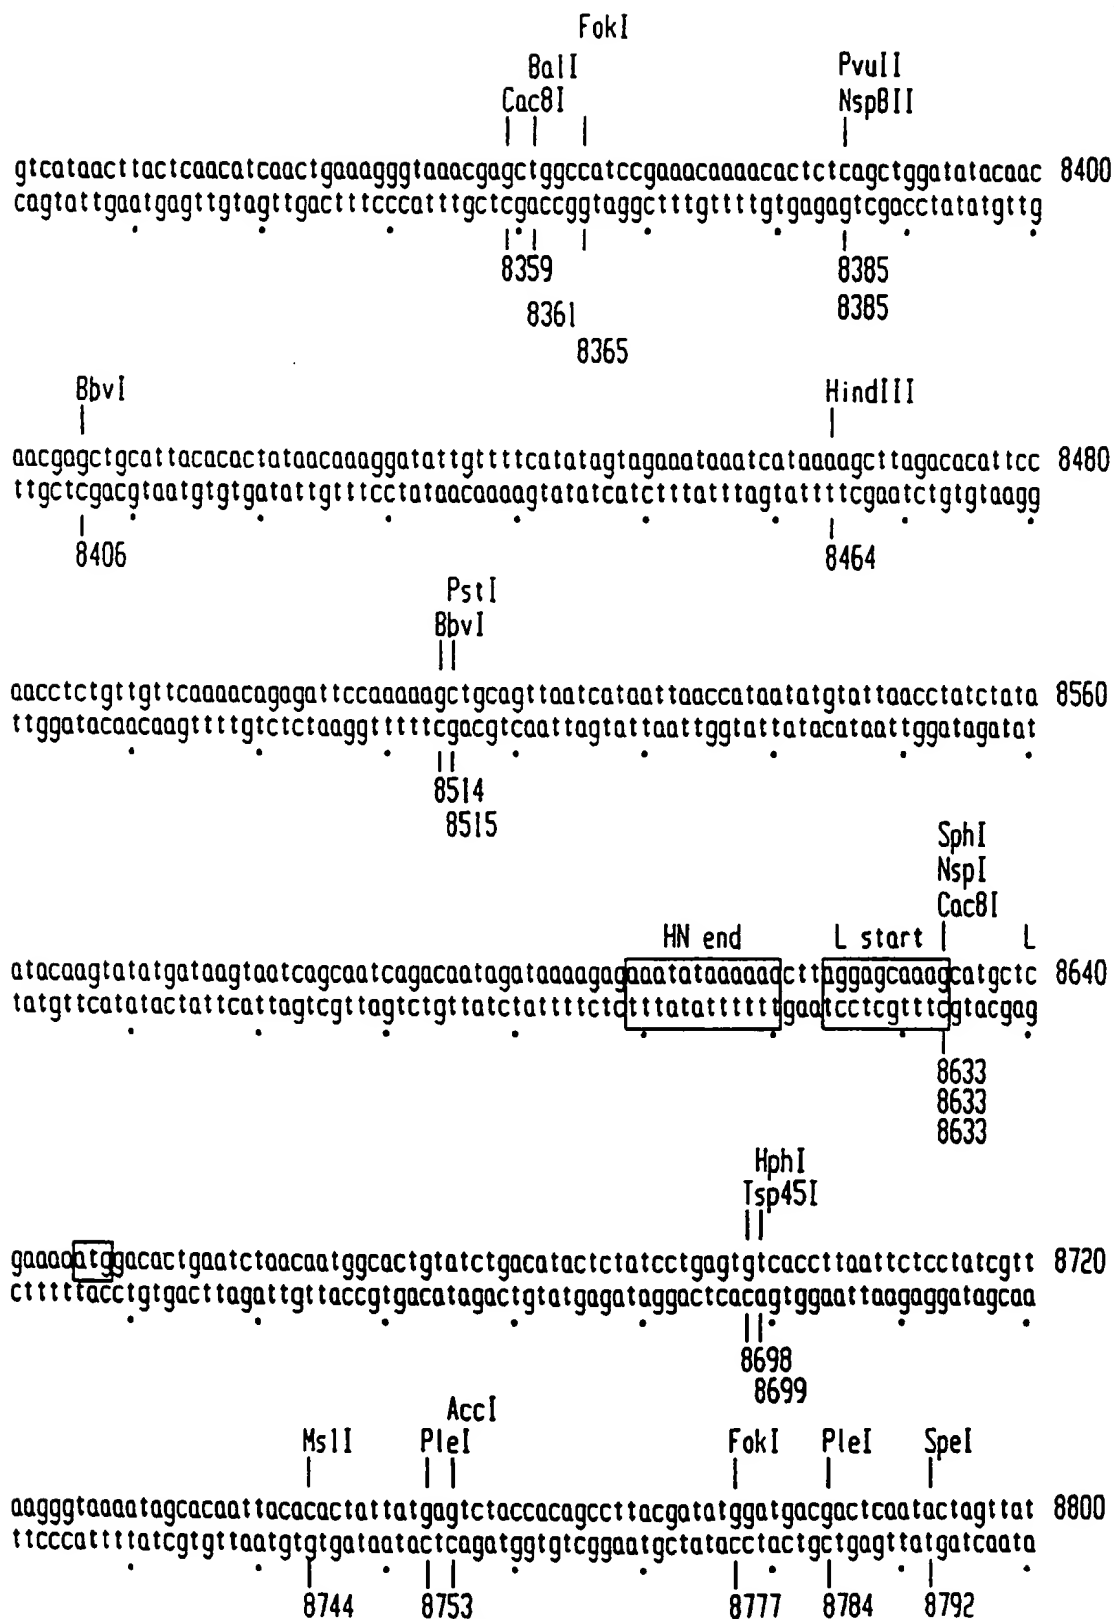 FokI
BalI PvuII
Cac8I NspBII
gtcataacttactcaacatcaactgaaagggtaaacgagctggccatccgaaacaaaacactctcagctggatatacaac 8400
cagtattgaatgagttgtagttgactttcccatttgctcgaccggtaggctttgttttgtgagagtcgacctatatgttg
8359 8385
8361 8385
8365
BbvI HindIII
aacgagctgcattacacactataacaaaggatattgttttcatatagtagaaataaatcataaaagcttagacacattcc 8480
ttgctcgacgtaatgtgtgatattgtttcctataacaaaagtatatcatctttatttagtattttcgaatctgtgtaagg
8406 8464
PstI
BbvI
aacctctgttgttcaaaacagagattccaaaaagctgcagttaatcataattaaccataatatgtattaacctatctata 8560
ttggatacaacaagttttgtctctaaggtttttcgacgtcaattagtattaattggtattatacataattggatagatat
8514
8515
SphI
NspI
Cac8I
HN end L start L
atacaagtatatgataagtaatcagcaatcagacaatagataaaagagaaatataaaaaacttaggagcaaagcatgctc 8640
tatgttcatatactattcattagtcgttagtctgttatctattttctctttatattttttgaatcctcgtttcgtacgag
8633
8633
8633
HphI
Tsp45I
gaaaaatggacactgaatctaacaatggcactgtatctgacatactctatcctgagtgtcaccttaattctcctatcgtt 8720
ctttttacctgtgacttagattgttaccgtgacatagactgtatgagataggactcacagtggaattaagaggatagcaa
8698
8699
AccI
MslI PleI FokI PleI SpeI
aagggtaaaatagcacaattacacactattatgagtctaccacagccttacgatatggatgacgactcaatactagttat 8800
ttcccattttatcgtgttaatgtgtgataatactcagatggtgtcggaatgctatacctactgctgagttatgatcaata
8744 8753 8777 8784 8792